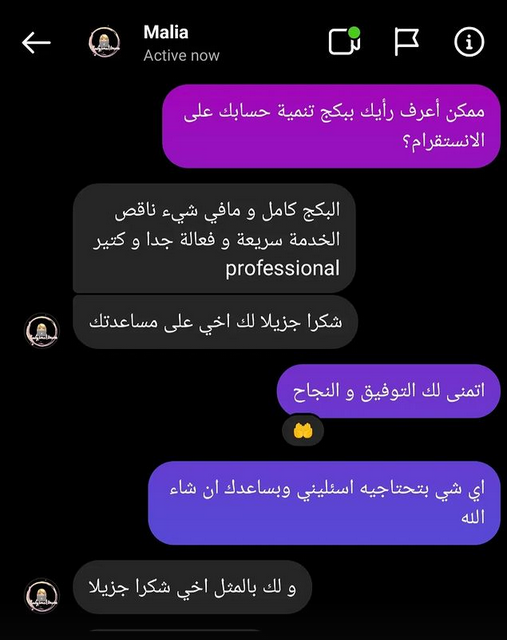 Malia
Active now
ممكن أعرف رأيك ببكج تنمية حسابك على
الانستقرام؟
البكج كامل و مافي شيء ناقص
الخدمة سريعة و فعالة جدا و كتير
professional
شكرا جزيلا لك اخي على مساعدتك
اتمنى لك التوفيق و النجاح
اي شي بتحتاجيه اسئليني وبساعدك ان شاء
الله
و لك بالمثل اخي شكرا جزيلا